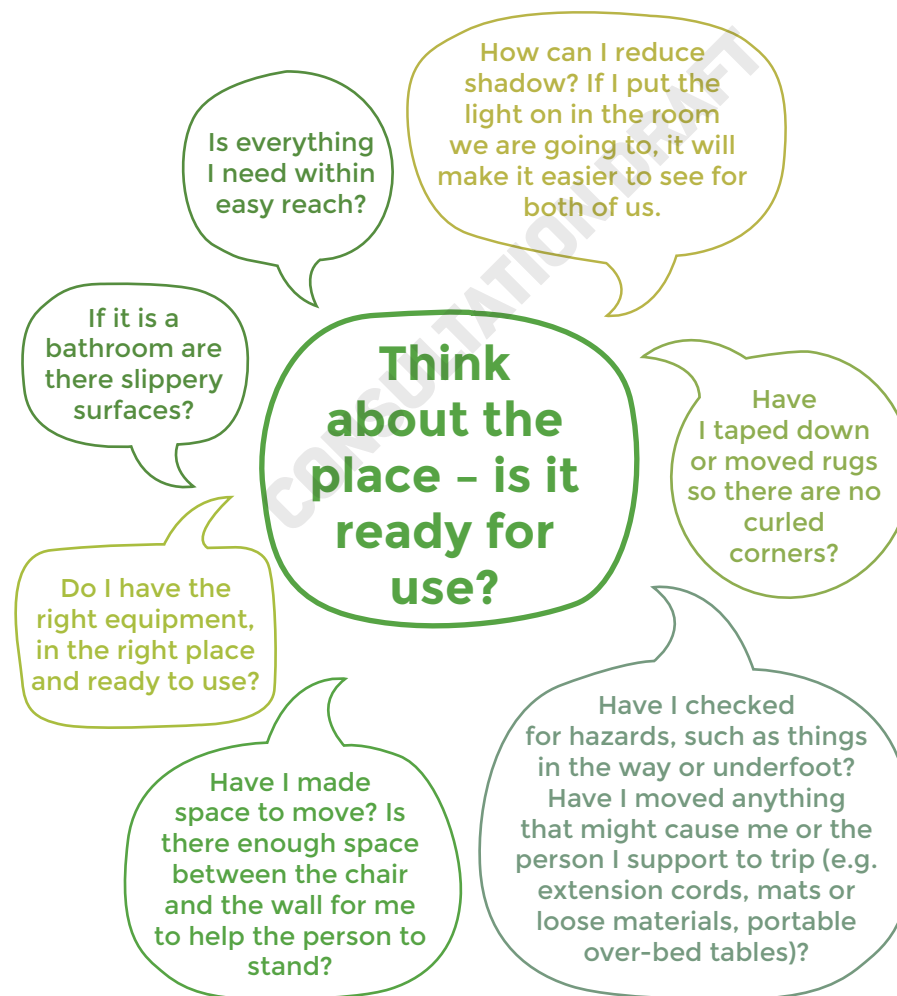 How can I reduce
shadow? If I put the
light on in the room
we are going to, it will
make it easier to see for
both of us.
Is everything
I need within
easy reach?
If it is a
bathroom are
there slippery
surfaces?
Think
about the
place – is it
ready for
use?
Have
I taped down
or moved rugs
so there are no
curled
corners?
Do I have the
right equipment,
in the right place
and ready to use?
Have I made
space to move? Is
there enough space
between the chair
and the wall for me
to help the person to
stand?
Have I checked
for hazards, such as things
in the way or underfoot?
Have I moved anything
that might cause me or the
person I support to trip (e.g.
extension cords, mats or
loose materials, portable
over-bed tables)?
CONSULTATION DRAFT